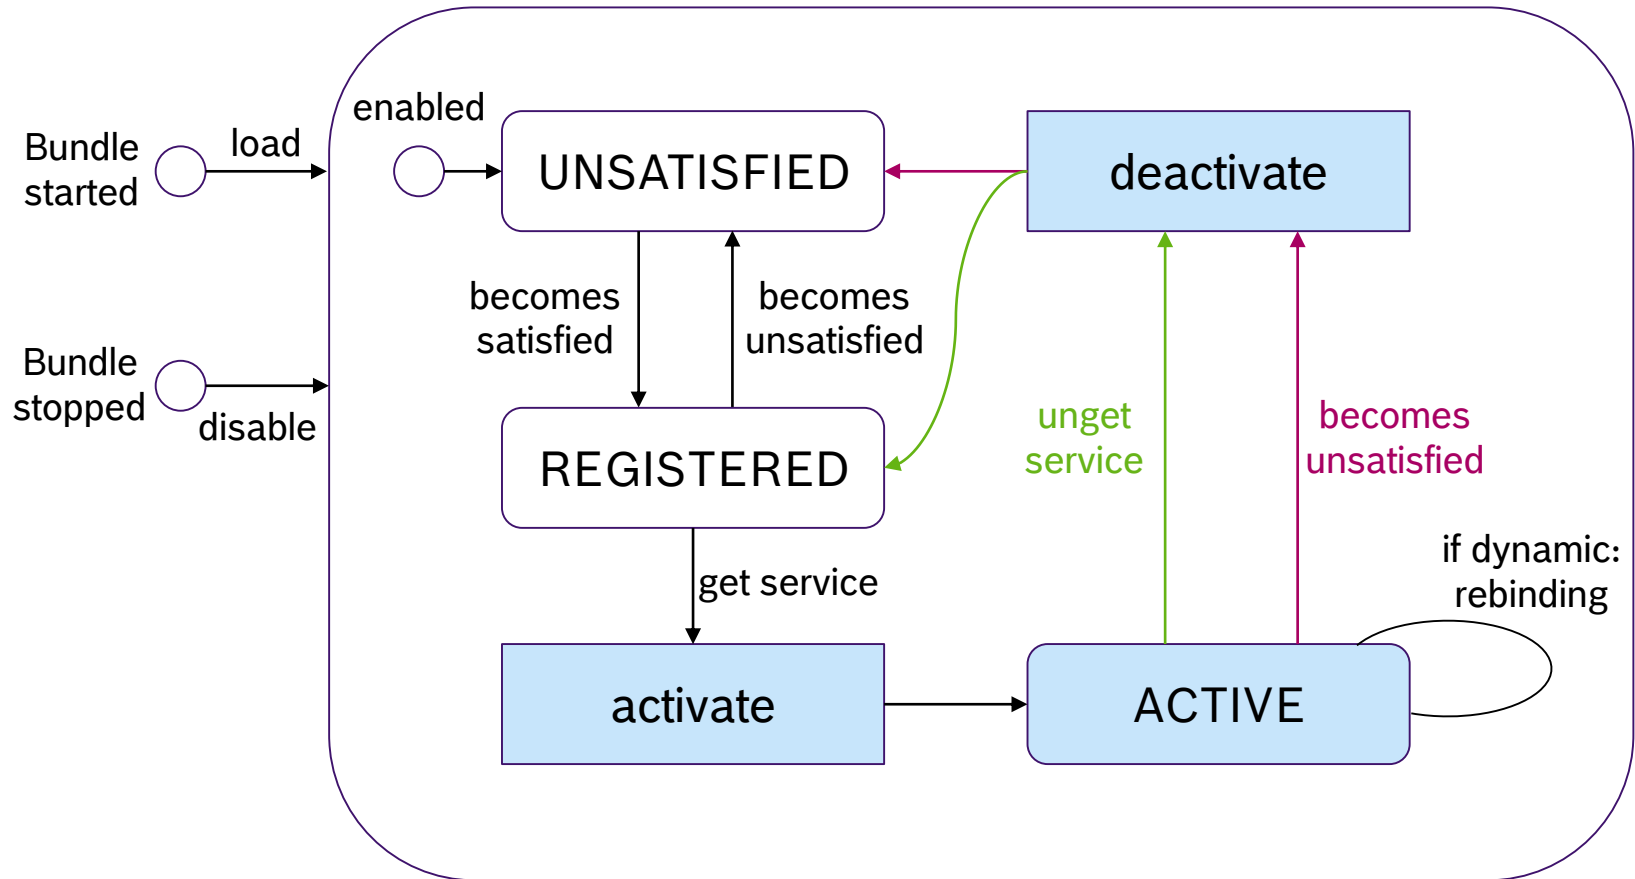 enabled
Bundle
started
load
UNSATISFIED
deactivate
becomes
satisfied
becomes
unsatisfied
Bundle
stopped
disable
REGISTERED
unget
service
becomes
unsatisfied
get service
if dynamic:
rebinding
activate
ACTIVE